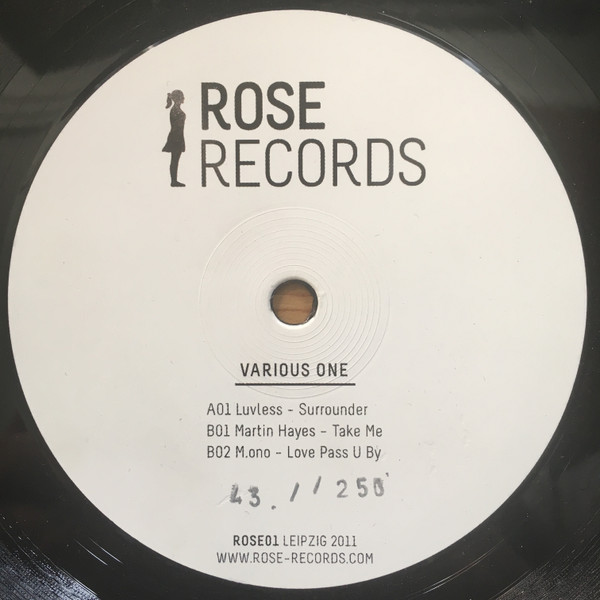 ROSE
RECORDS
VARIOUS ONE
A01 Luvless - Surrounder
B01 Martin Hayes - Take Me
B02 M.ono - Love Pass U By
43. // 250
ROSE01 LEIPZIG 2011
WWW.ROSE-RECORDS.COM